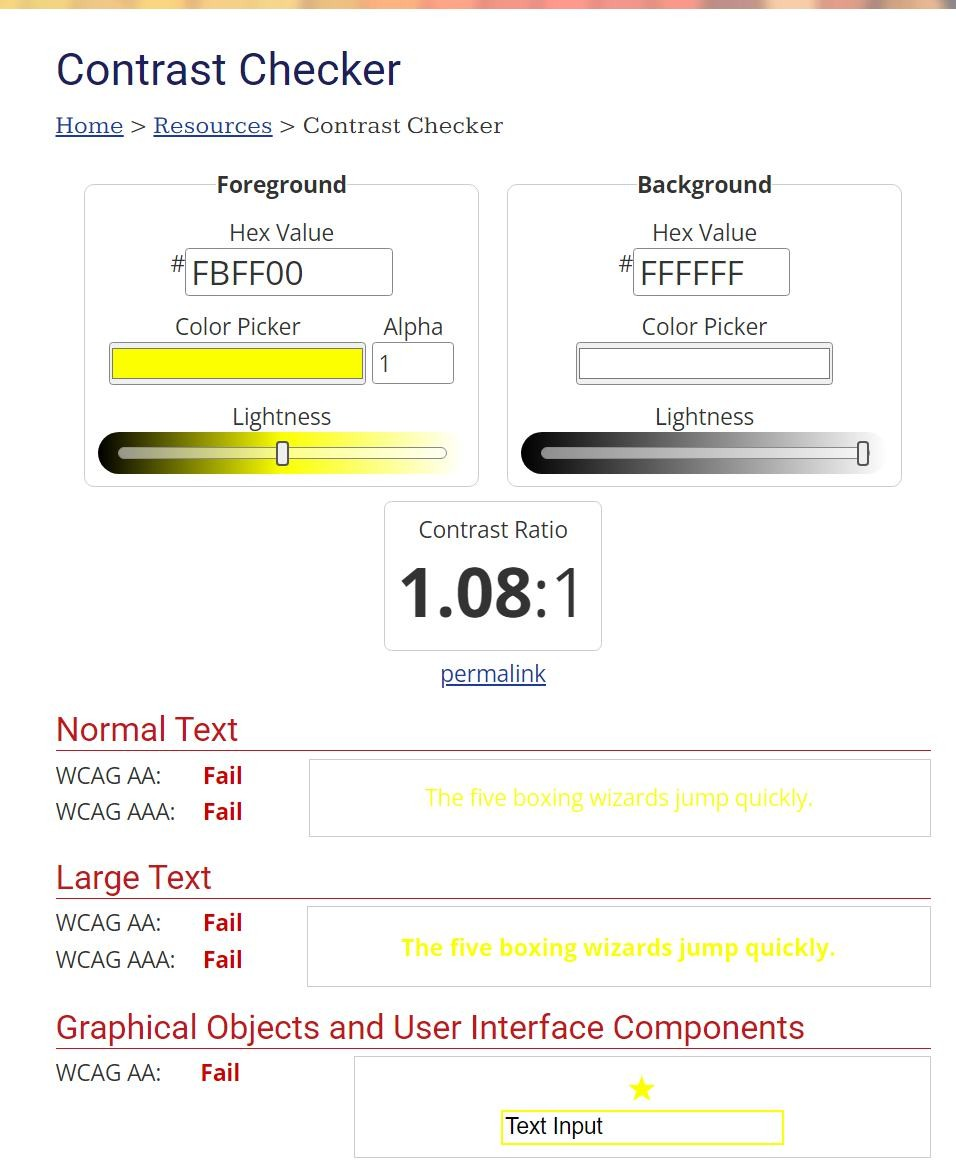 Contrast Checker
Home > Resources > Contrast Checker
Foreground
Hex Value
#FBFF00
Color Picker Alpha
1
Lightness
Background
Hex Value
#FFFFFF
Color Picker
Lightness
Contrast Ratio
1.08:1
permalink
Normal Text
WCAG AA: Fail
WCAG AAA: Fail
The five boxing wizards jump quickly.
Large Text
WCAG AA: Fail
WCAG AAA: Fail
The five boxing wizards jump quickly.
Graphical Objects and User Interface Components
WCAG AA: Fail
Text Input